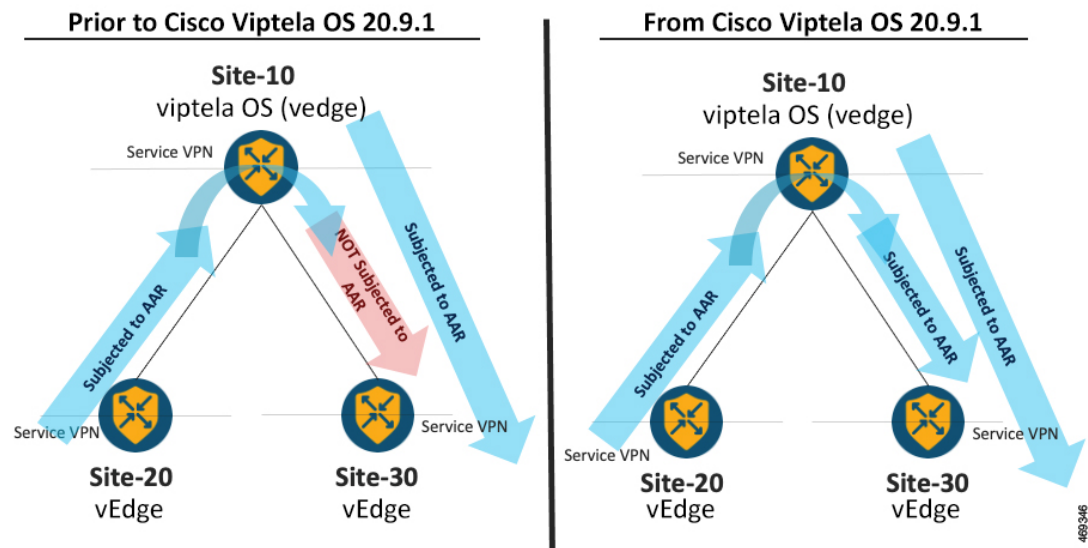 Prior to Cisco Viptela OS 20.9.1
Site-10
viptela OS (vedge)
Service VPN
Subjected to AAR
NOT Subjected to
AAR
Subjected to AAR
Service VPN
Service VPN
Site-20
vEdge
Site-30
vEdge
From Cisco Viptela OS 20.9.1
Site-10
viptela OS (vedge)
Service VPN
Subjected to AAR
Subjected to AAR
Subjected to AAR
Service VPN
Service VPN
Site-20
vEdge
Site-30
vEdge
469346